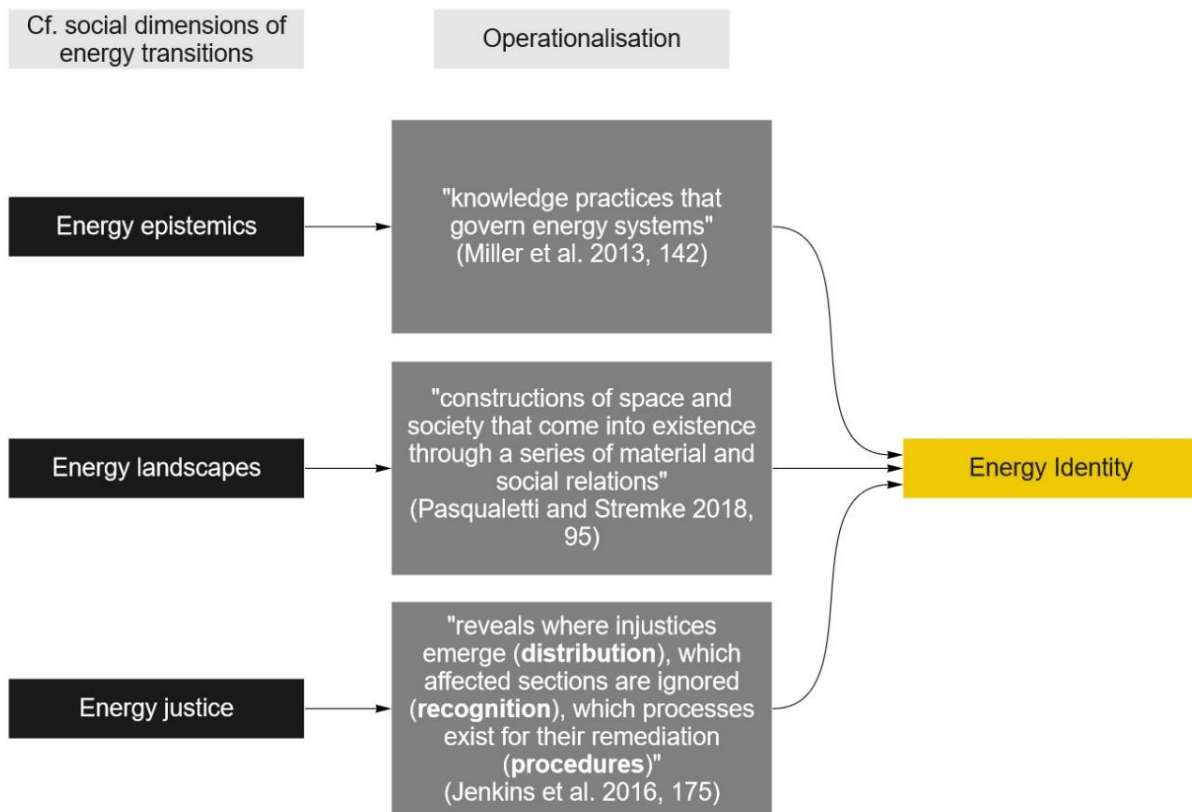 Cf. social dimensions of
energy transitions
Operationalisation
Energy epistemics
"knowledge practices that
govern energy systems"
(Miller et al. 2013, 142)
Energy landscapes
"constructions of space and
society that come into existence
through a series of material and
social relations"
(Pasqualetti and Stremke 2018,
95)
Energy Identity
Energy justice
"reveals where injustices
emerge (distribution), which
affected sections are ignored
(recognition), which processes
exist for their remediation
(procedures)"
(Jenkins et al. 2016, 175)